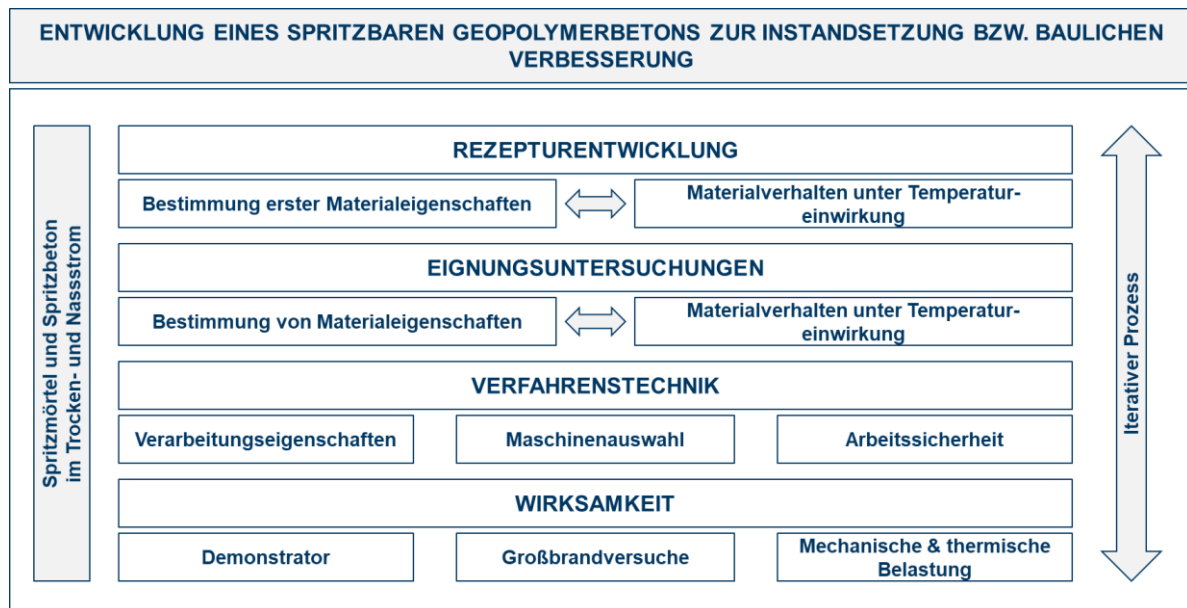 ENTWICKLUNG EINES SPRITZBAREN GEOPOLYMERBETONS ZUR INSTANDSETZUNG BZW. BAULICHEN
VERBESSERUNG
Spritzmörtel und Spritzbeton
im Trocken- und Nassstrom
REZEPTURENTWICKLUNG
Bestimmung erster Materialeigenschaften
Materialverhalten unter Temperatur-
einwirkung
EIGNUNGSUNTERSUCHUNGEN
Bestimmung von Materialeigenschaften
Materialverhalten unter Temperatur-
einwirkung
VERFAHRENSTECHNIK
Verarbeitungseigenschaften
Maschinenauswahl
Arbeitssicherheit
WIRKSAMKEIT
Demonstrator
Großbrandversuche
Mechanische & thermische
Belastung
Iterativer Prozess